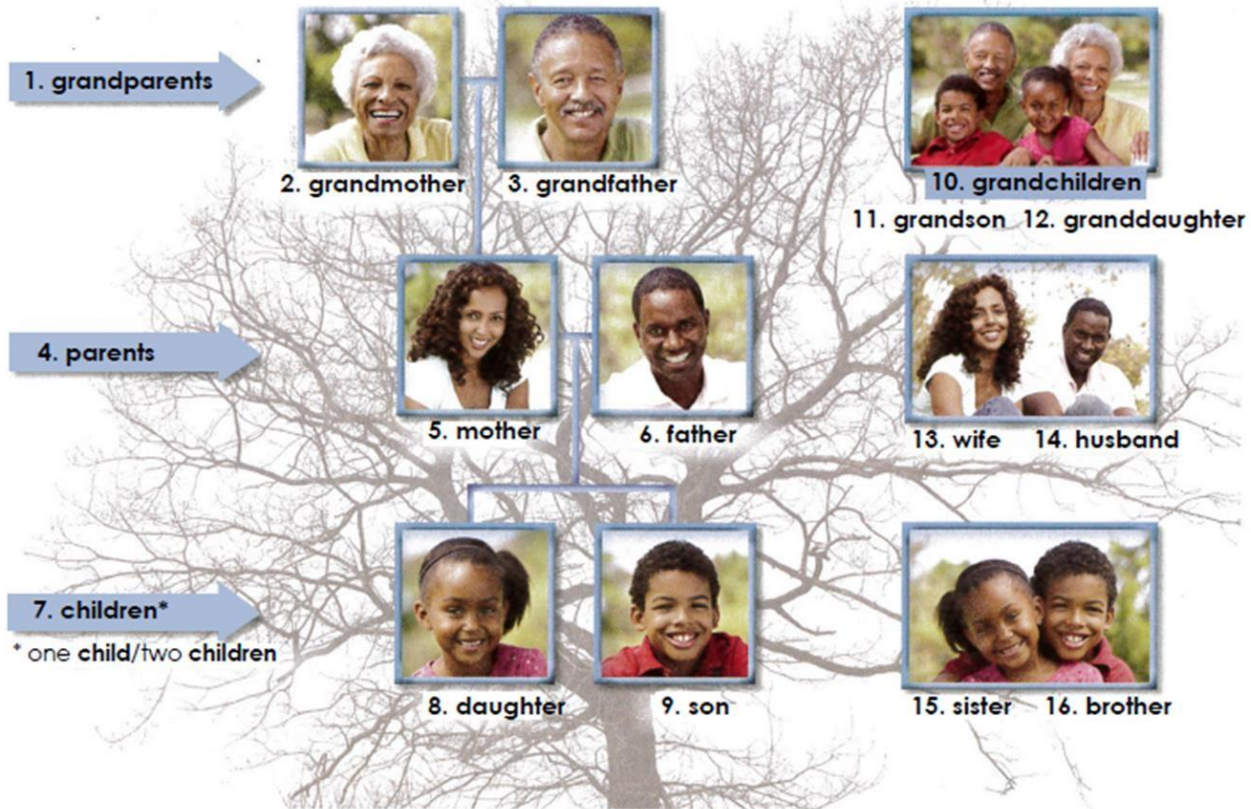 1. grandparents
2. grandmother
3. grandfather
10. grandchildren
11. grandson 12. granddaughter
4. parents
5. mother
6. father
13. wife 14. husband
7. children*
* one child/two children
8. daughter
9. son
15. sister 16. brother